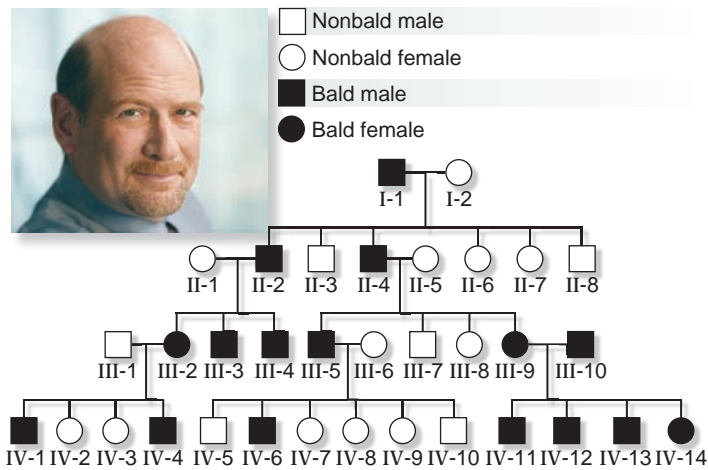 Nonbald male
Nonbald female
Bald male
Bald female
I-1 I-2
II-1 II-2 II-3 II-4 II-5 II-6 II-7 II-8
III-1 III-2 III-3 III-4 III-5 III-6 III-7 III-8 III-9 III-10
IV-1 IV-2 IV-3 IV-4 IV-5 IV-6 IV-7 IV-8 IV-9 IV-10 IV-11 IV-12 IV-13 IV-14